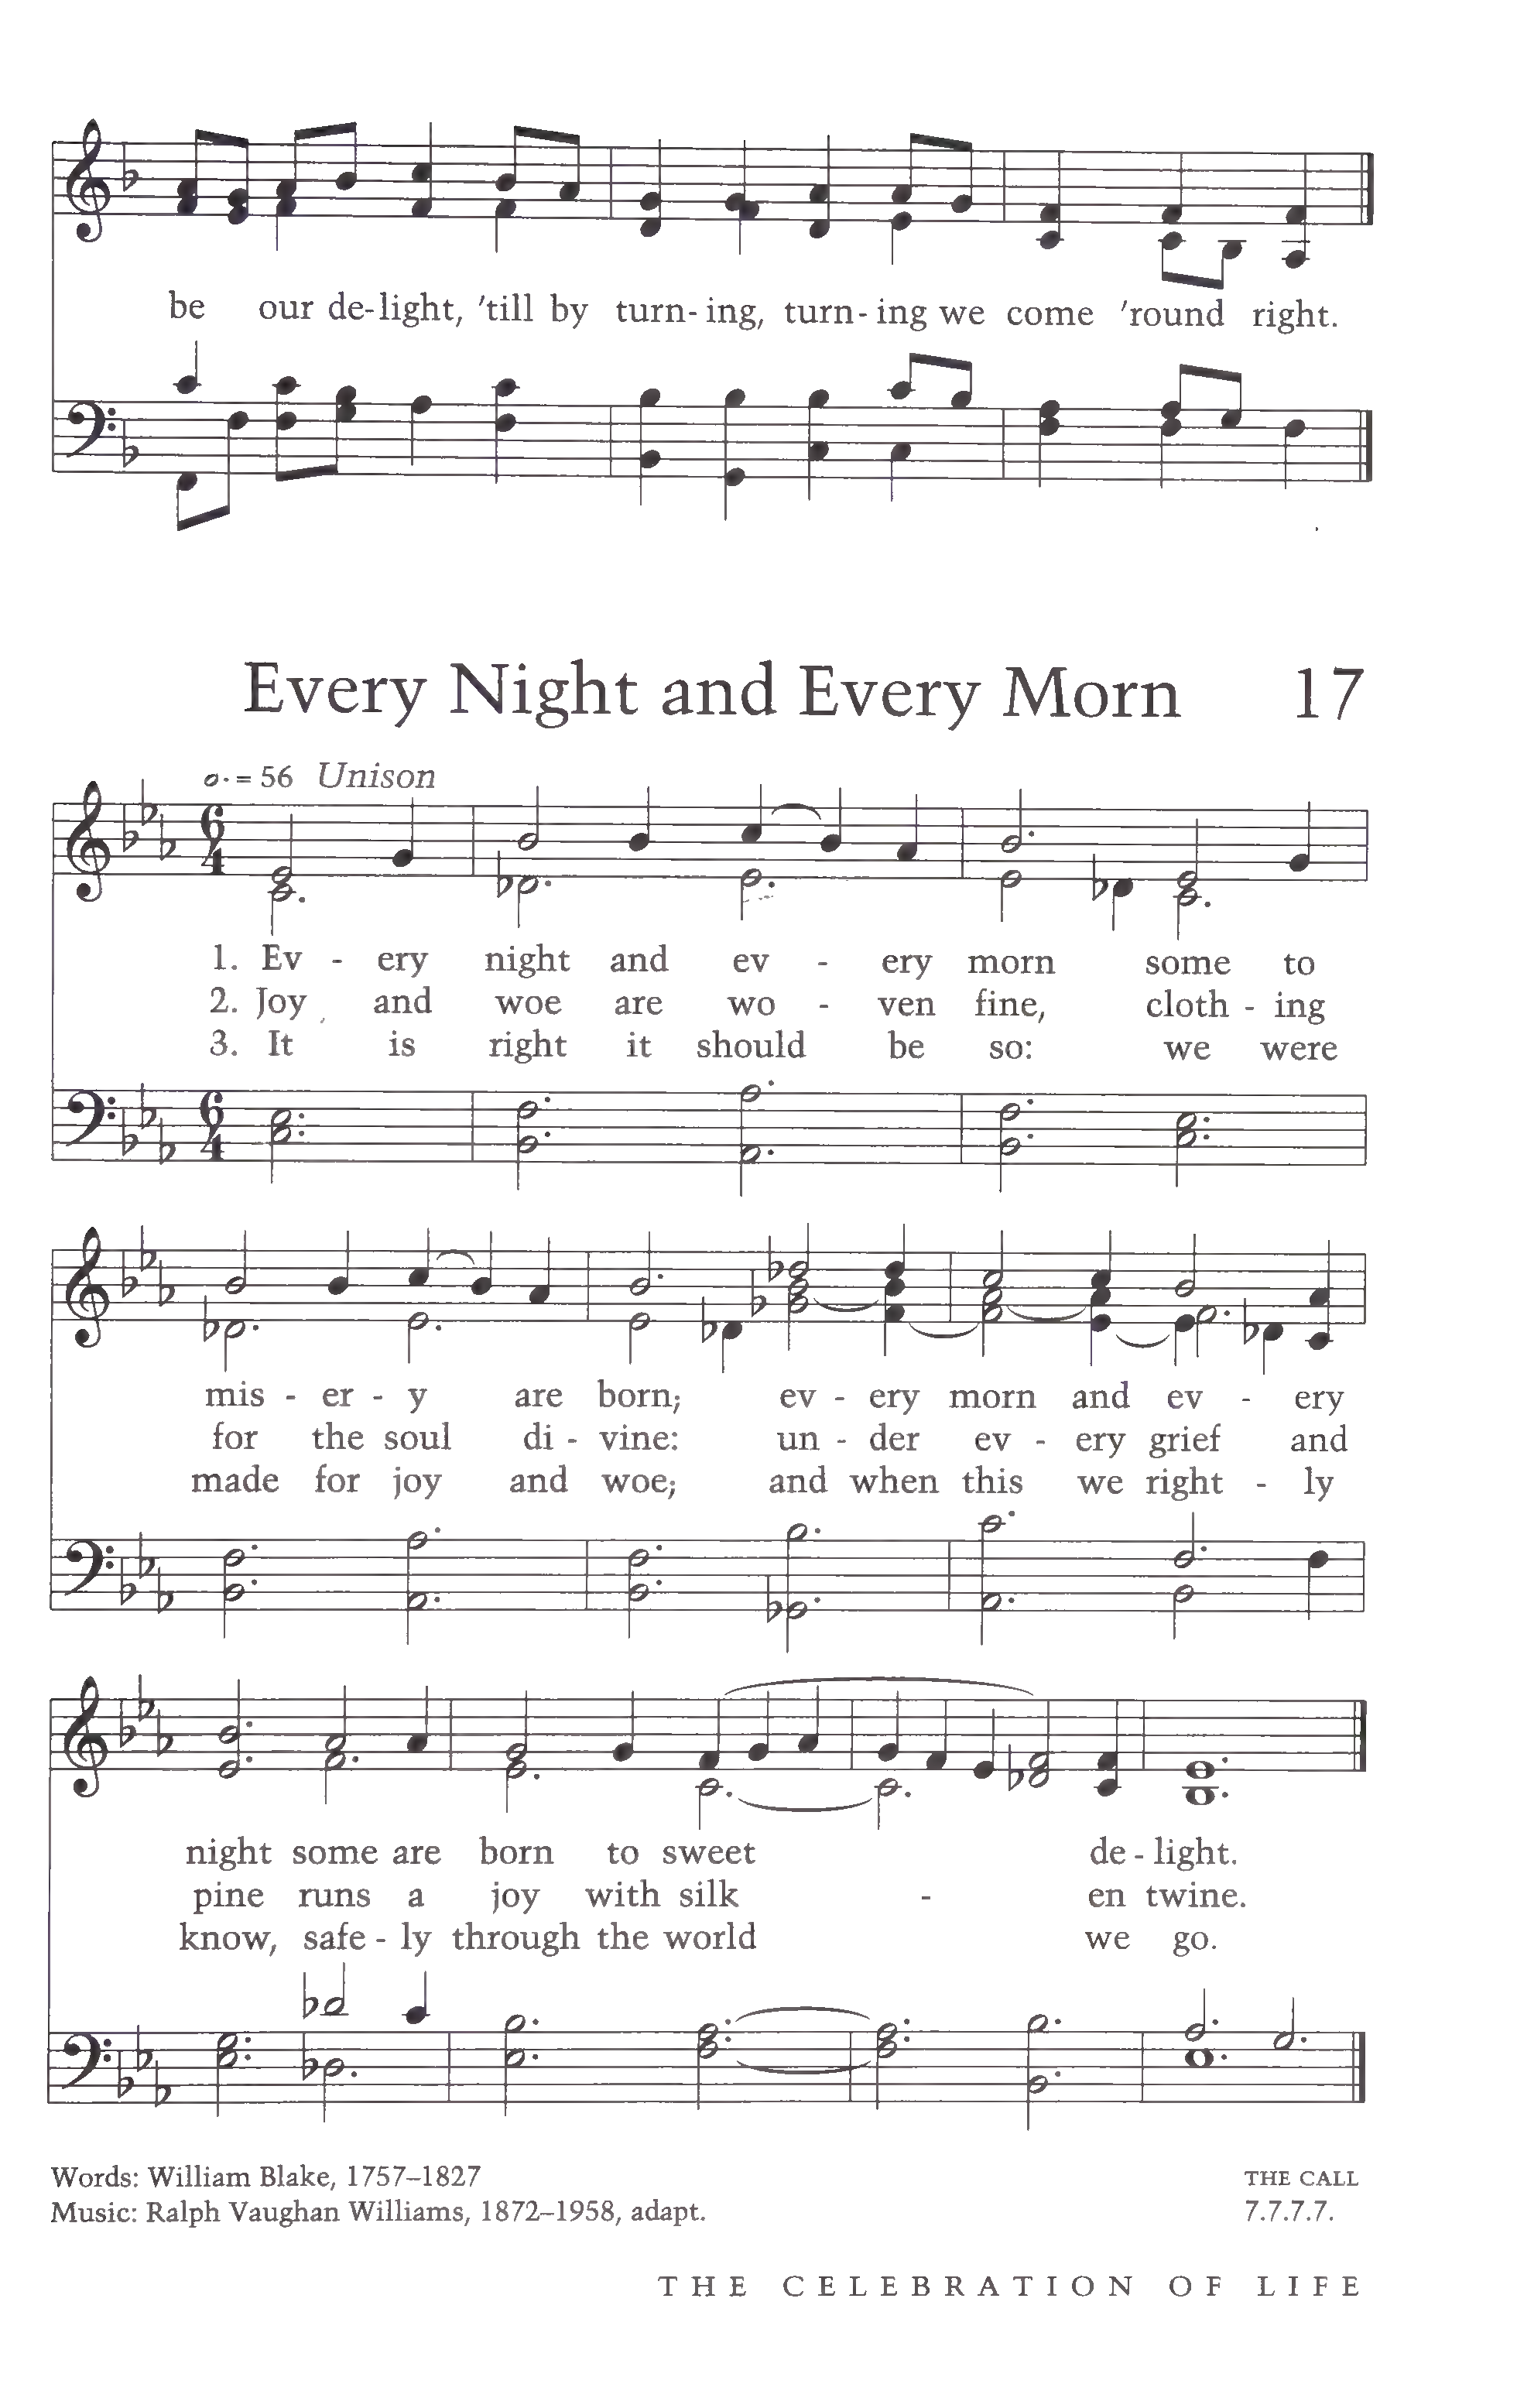 be our de-light, ’till by turn-ing, turn-ing we come ’round right.
Every Night and Every Morn 17
𝅗𝅥. = 56 Unison
6
4
1. Ev - ery night and ev - ery morn some to
2. Joy and woe are wo - ven fine, cloth - ing
3. It is right it should be so: we were
6
4
mis - er - y are born; ev - ery morn and ev - ery
for the soul di - vine: un - der ev - ery grief and
made for joy and woe; and when this we right - ly
night some are born to sweet de - light.
pine runs a joy with silk - en twine.
know, safe - ly through the world we go.
Words: William Blake, 1757–1827 THE CALL
Music: Ralph Vaughan Williams, 1872–1958, adapt. 7.7.7.7.
THE CELEBRATION OF LIFE